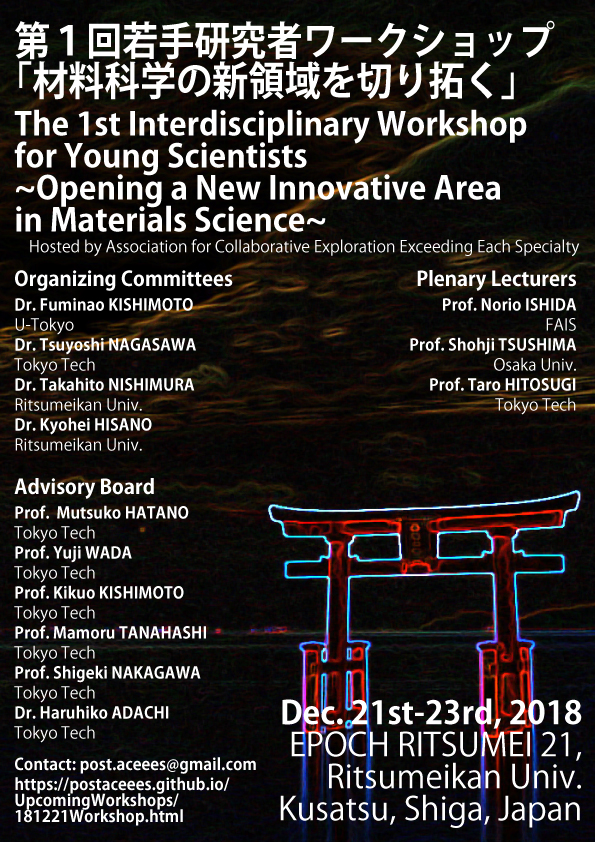 第１回若手研究者ワークショップ
「材料科学の新領域を切り拓く」
The 1st Interdisciplinary Workshop
for Young Scientists
~Opening a New Innovative Area
in Materials Science~
Hosted by Association for Collaborative Exploration Exceeding Each Specialty
Organizing Committees
Dr. Fuminao KISHIMOTO
U-Tokyo
Dr. Tsuyoshi NAGASAWA
Tokyo Tech
Dr. Takahito NISHIMURA
Ritsumeikan Univ.
Dr. Kyohei HISANO
Ritsumeikan Univ.
Plenary Lecturers
Prof. Norio ISHIDA
FAIS
Prof. Shohji TSUSHIMA
Osaka Univ.
Prof. Taro HITOSUGI
Tokyo Tech
Advisory Board
Prof. Mutsuko HATANO
Tokyo Tech
Prof. Yuji WADA
Tokyo Tech
Prof. Kikuo KISHIMOTO
Tokyo Tech
Prof. Mamoru TANAHASHI
Tokyo Tech
Prof. Shigeki NAKAGAWA
Tokyo Tech
Dr. Haruhiko ADACHI
Tokyo Tech
Contact: post.aceees@gmail.com
https://postaceees.github.io/
UpcomingWorkshops/
181221Workshop.html
Dec. 21st-23rd, 2018
EPOCH RITSUMEI 21,
Ritsumeikan Univ.
Kusatsu, Shiga, Japan